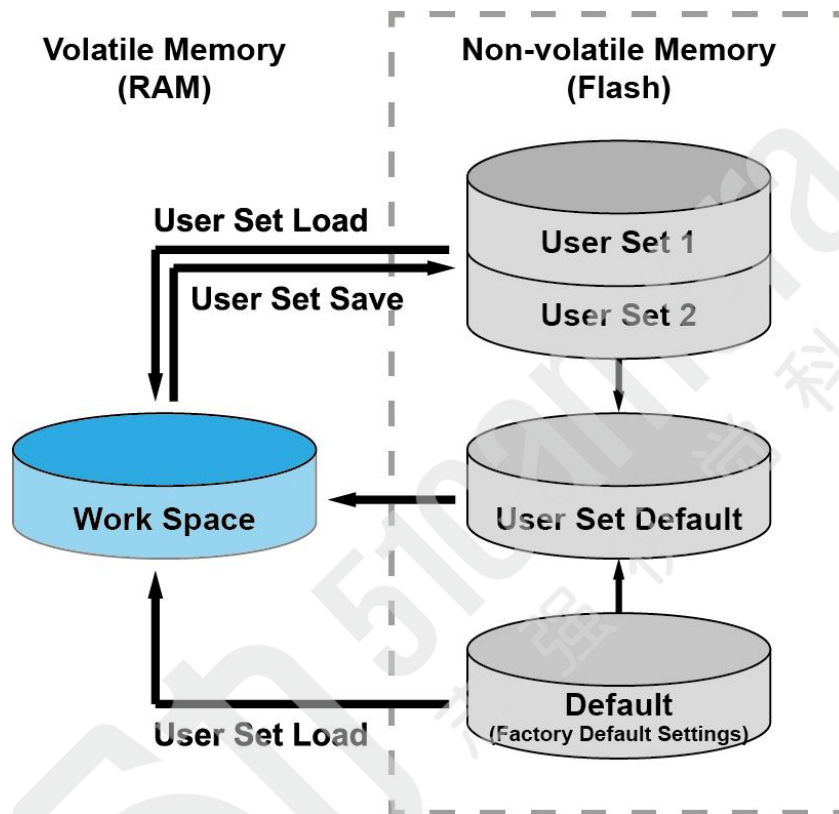 Volatile Memory
(RAM)
Non-volatile Memory
(Flash)
User Set Load
User Set Save
User Set 1
User Set 2
Work Space
User Set Default
Default
(Factory Default Settings)
User Set Load